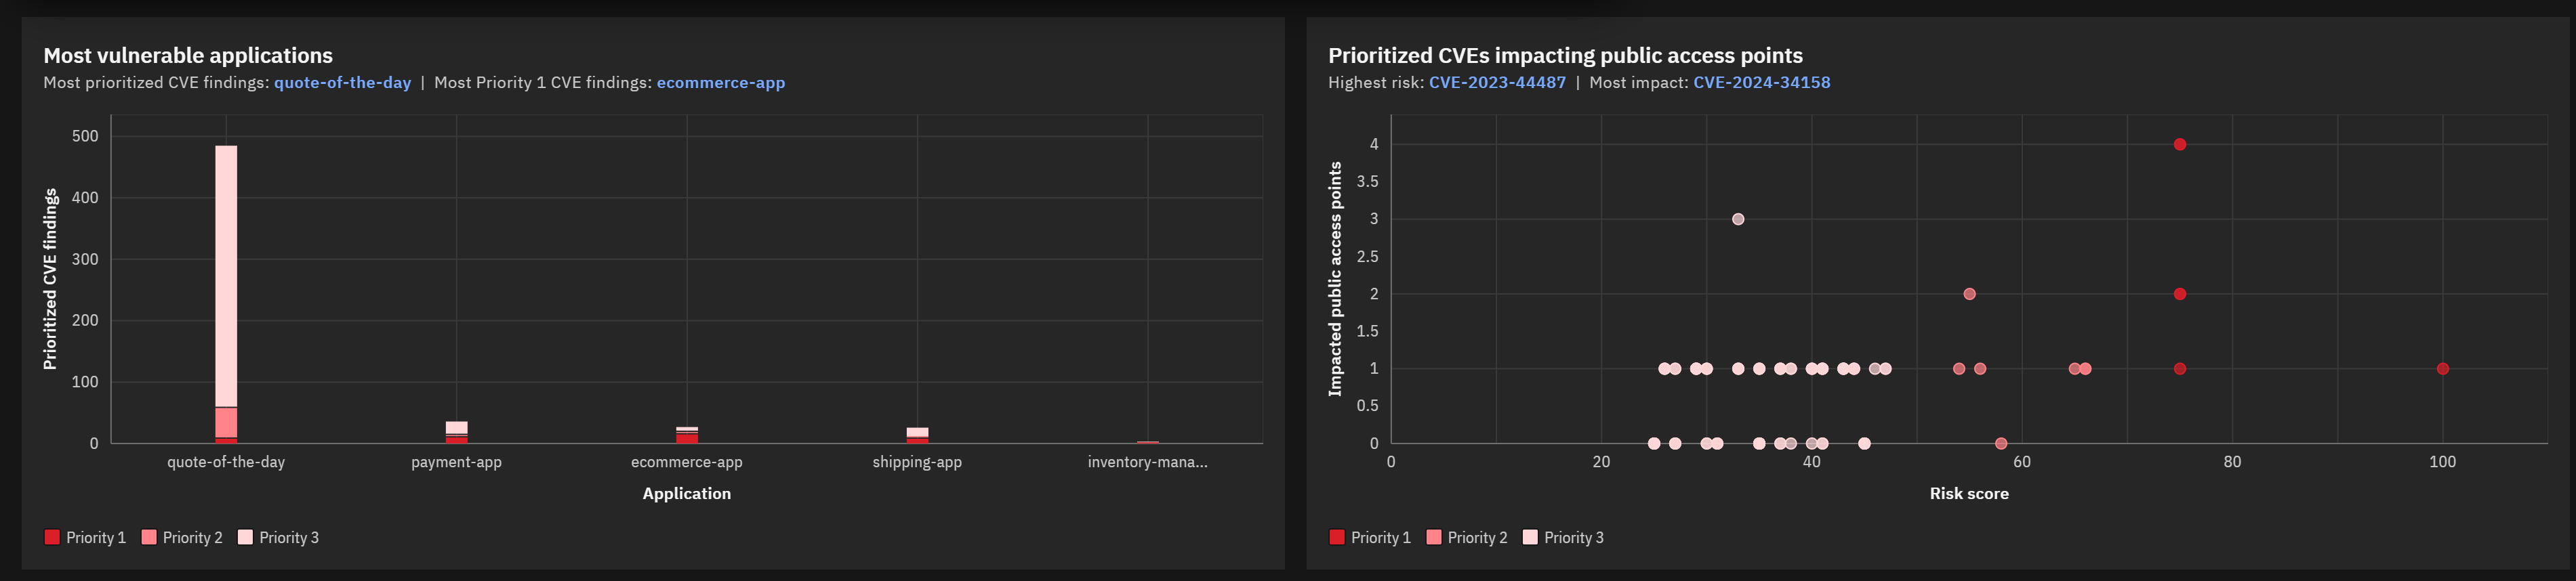 Most vulnerable applications
Most prioritized CVE findings: quote-of-the-day | Most Priority 1 CVE findings: ecommerce-app
Prioritized CVE findings
500
400
300
200
100
0
quote-of-the-day
payment-app
ecommerce-app
shipping-app
inventory-mana...
Application
Priority 1
Priority 2
Priority 3
Prioritized CVEs impacting public access points
Highest risk: CVE-2023-44487 | Most impact: CVE-2024-34158
Impacted public access points
4
3.5
3
2.5
2
1.5
1
0.5
0
0
20
40
60
80
100
Risk score
Priority 1
Priority 2
Priority 3